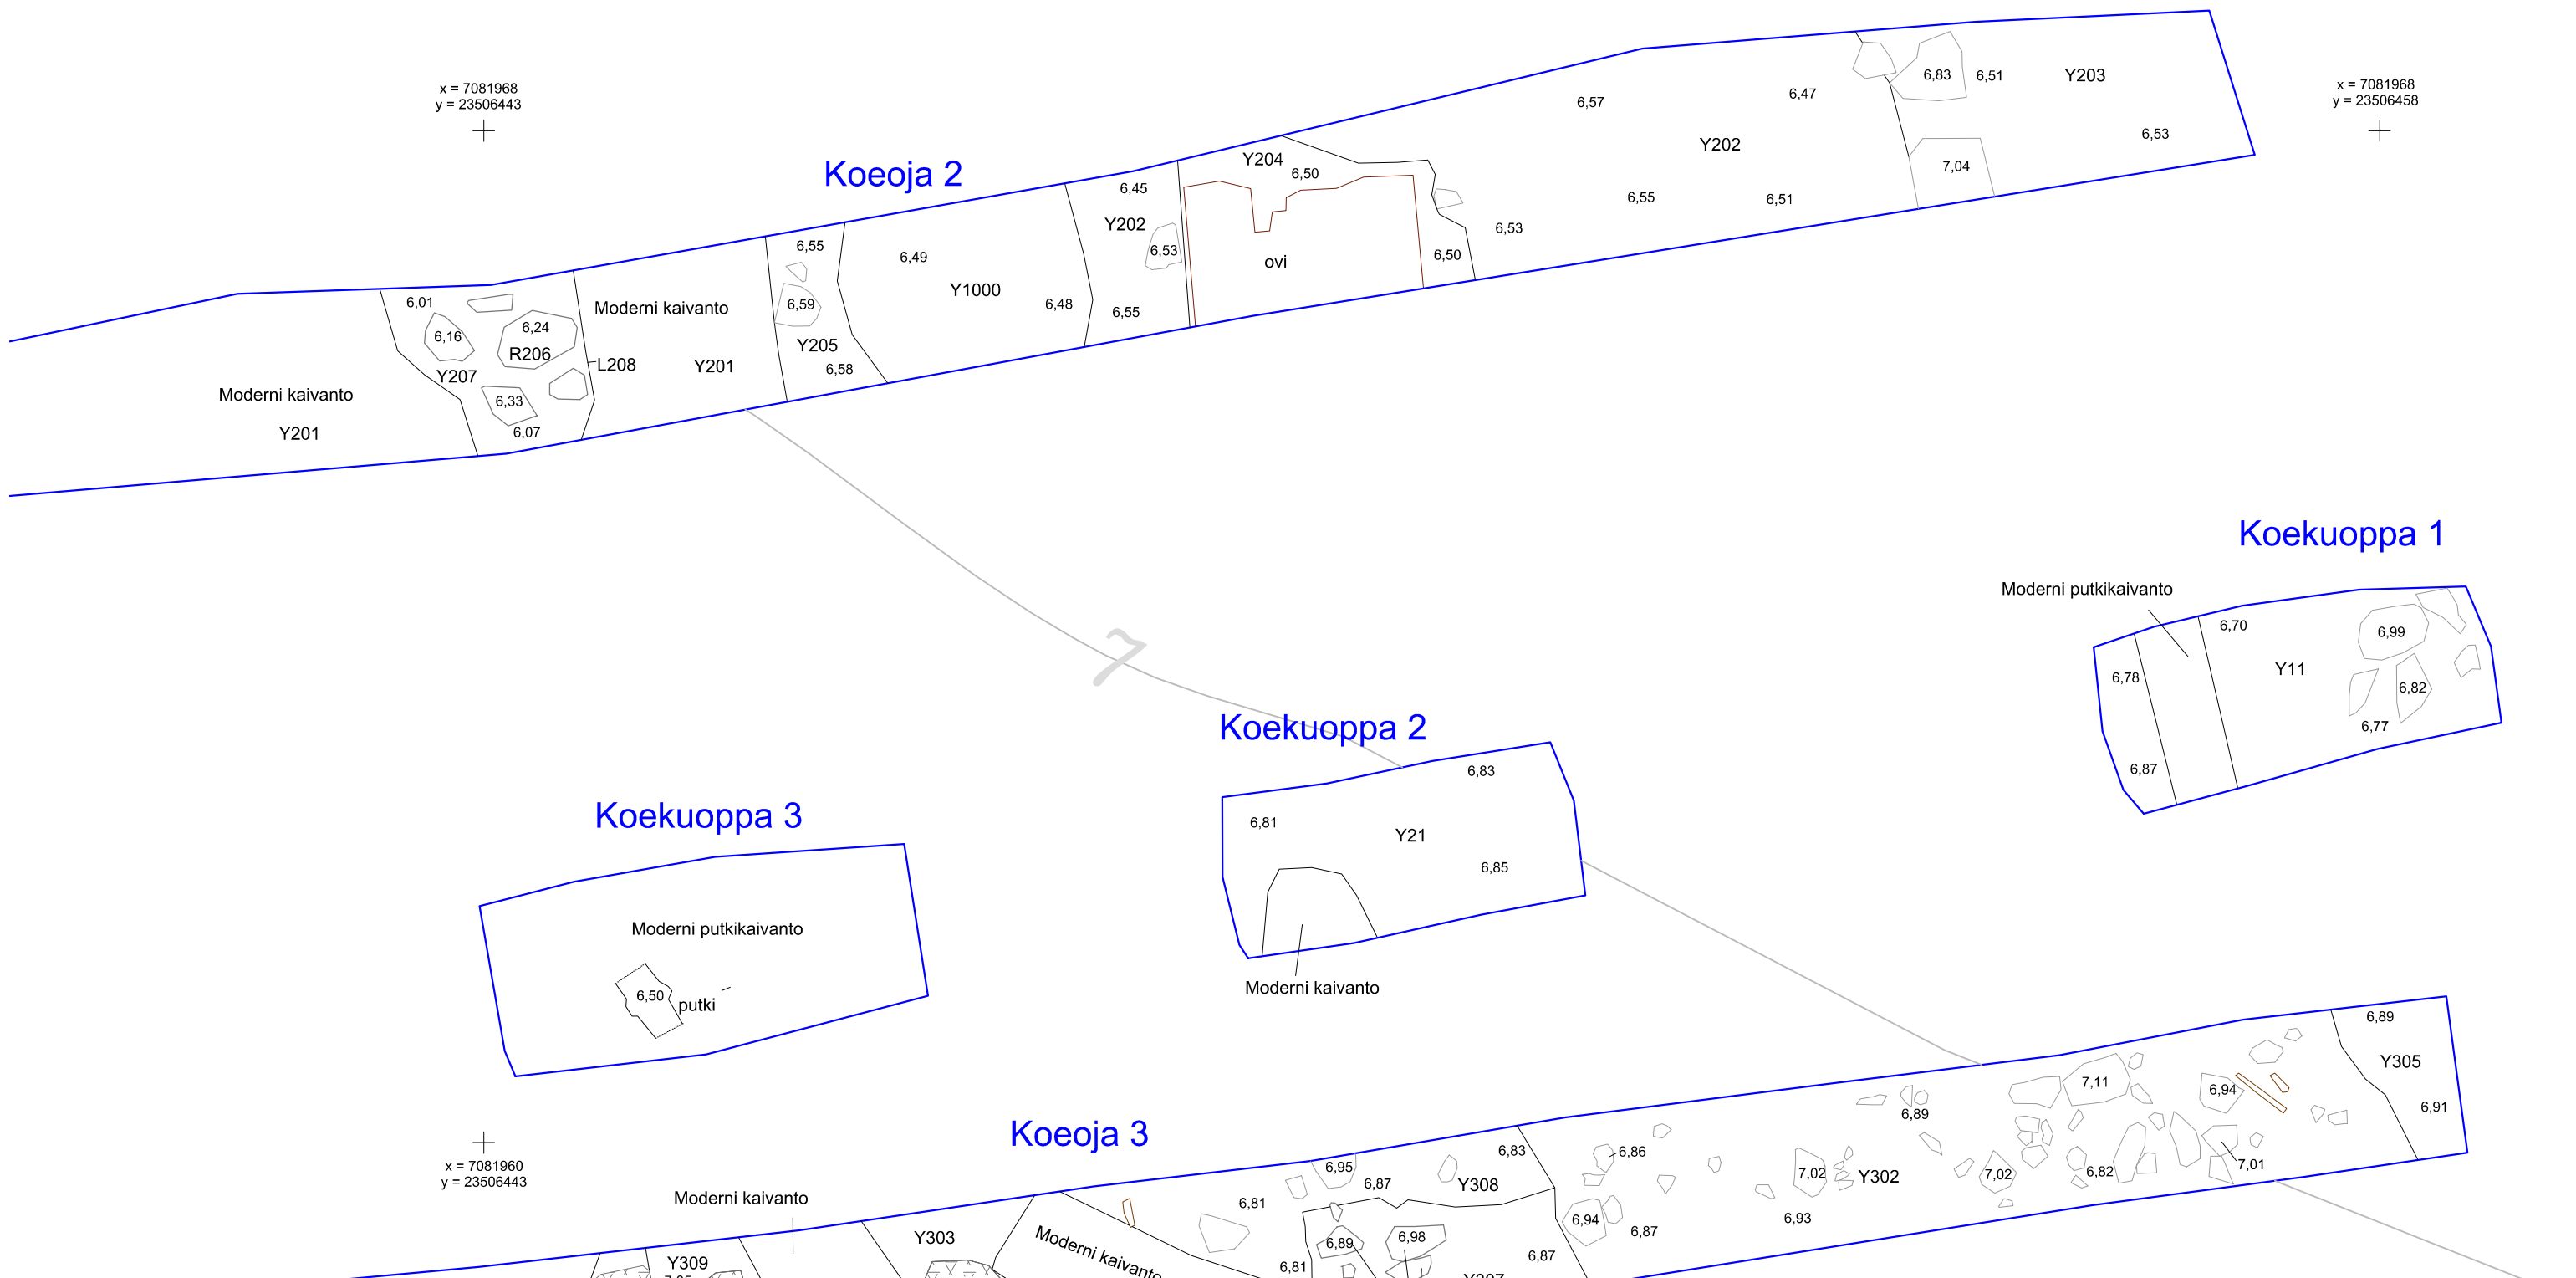 x = 7081968
y = 23506443
x = 7081968
y = 23506458
Koeoja 2
6,57
6,47
Y202
6,83
6,51
Y203
6,53
7,04
6,55
6,51
6,53
Y204
6,50
ovi
6,50
6,45
Y202
6,53
6,55
6,49
Y1000
6,48
6,55
6,59
Y205
6,58
Moderni kaivanto
Y201
L208
6,01
6,16
6,24
R206
Y207
6,33
6,07
Moderni kaivanto
Y201
7
Koekuoppa 1
Moderni putkikaivanto
6,70
6,99
Y11
6,78
6,82
6,77
6,87
Koekuoppa 2
6,83
6,81
Y21
6,85
Moderni kaivanto
Koekuoppa 3
Moderni putkikaivanto
6,50
putki
x = 7081960
y = 23506443
Koeoja 3
6,89
Y305
6,91
7,11
6,94
6,89
7,01
6,82
7,02
Y302
7,02
6,93
6,86
6,94
6,87
6,83
6,95
6,87
Y308
6,81
6,89
6,98
6,87
6,81
Y307
Moderni kaivanto
Y303
Moderni kaivanto
Y309